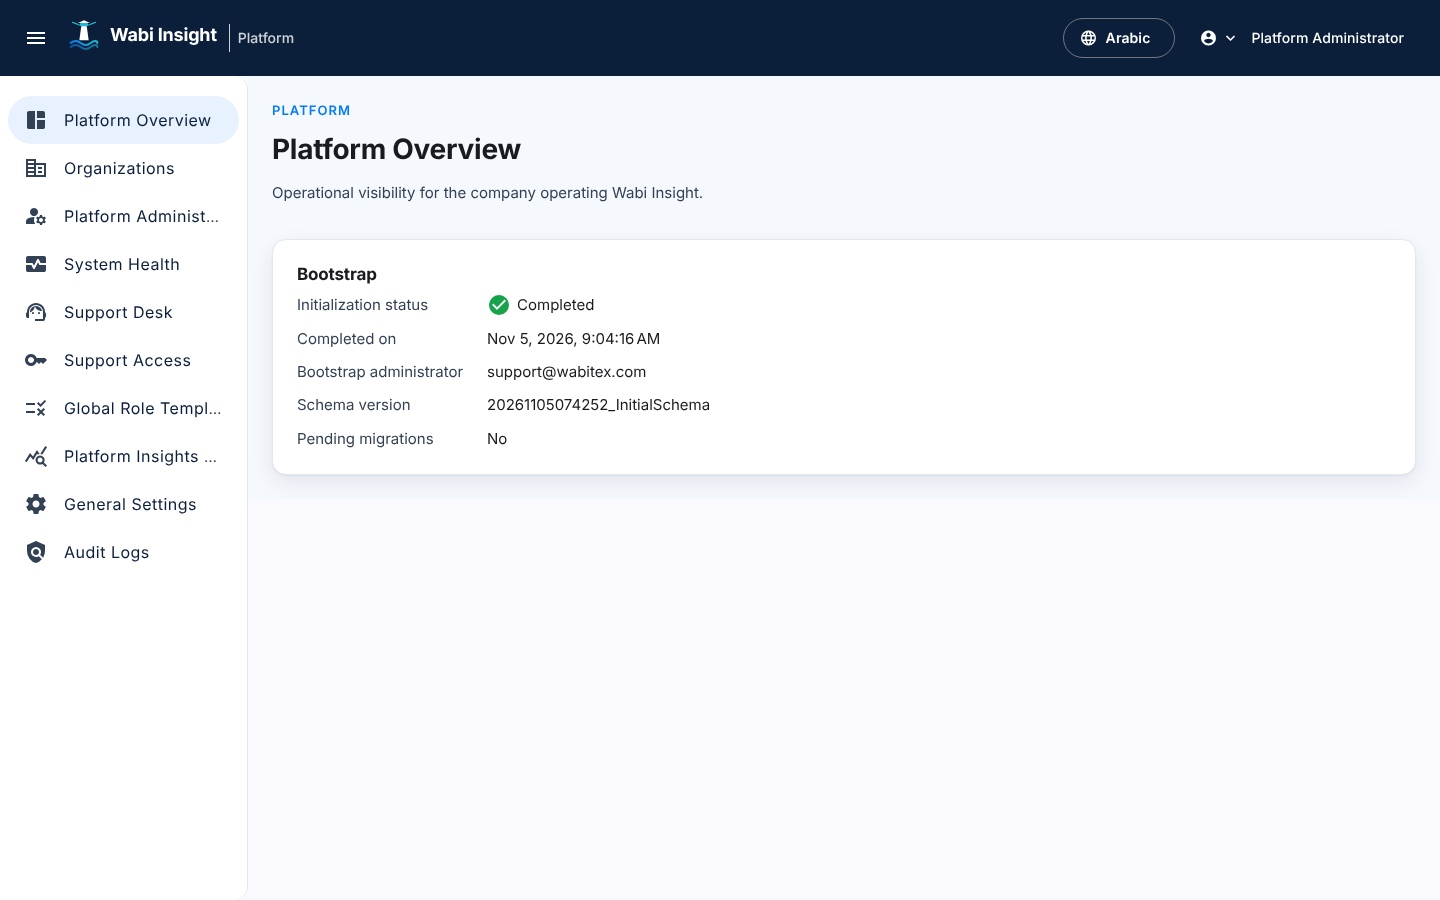 Wabi Insight
Platform
Arabic
Platform Administrator
Platform Overview
Organizations
Platform Administ...
System Health
Support Desk
Support Access
Global Role Templ...
Platform Insights ...
General Settings
Audit Logs
PLATFORM
Platform Overview
Operational visibility for the company operating Wabi Insight.
Bootstrap
Initialization status Completed
Completed on Nov 5, 2026, 9:04:16 AM
Bootstrap administrator support@wabitex.com
Schema version 20261105074252_InitialSchema
Pending migrations No